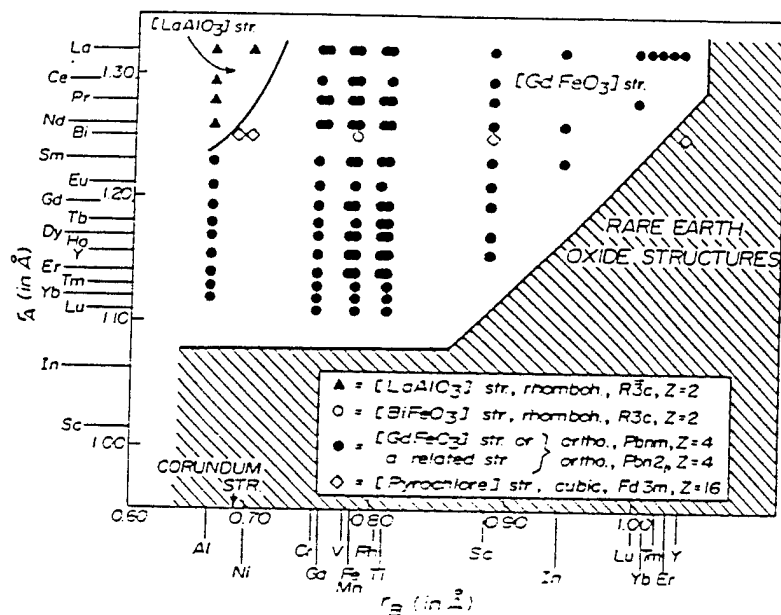 [LaAlO3] str.
La
Ce
1.30
Pr
Nd
Bi
Sm
Eu
1.20
Gd
Tb
Dy
Ho
Y
Er
Tm
Yb
1.10
Lu
In
Sc
1.00
rA (in Å)
[GdFeO3] str.
RARE EARTH
OXIDE STRUCTURES
▲ = [LaAlO3] str., rhomboh., R3̄c, Z=2
○ = [BiFeO3] str., rhomboh., R3c, Z=2
● = [GdFeO3] str. or } ortho., Pbnm, Z=4
a related str } ortho., Pbn21, Z=4
◇ = [Pyrochlore] str, cubic, Fd3m, Z=16
CORUNDUM
STR.
0.60 0.70 0.80 0.90 1.00
Al Cr V Rh Sc Lu Tm Y
Ni Ga Fe Ti In Yb Er
Mn
rB (in Å)